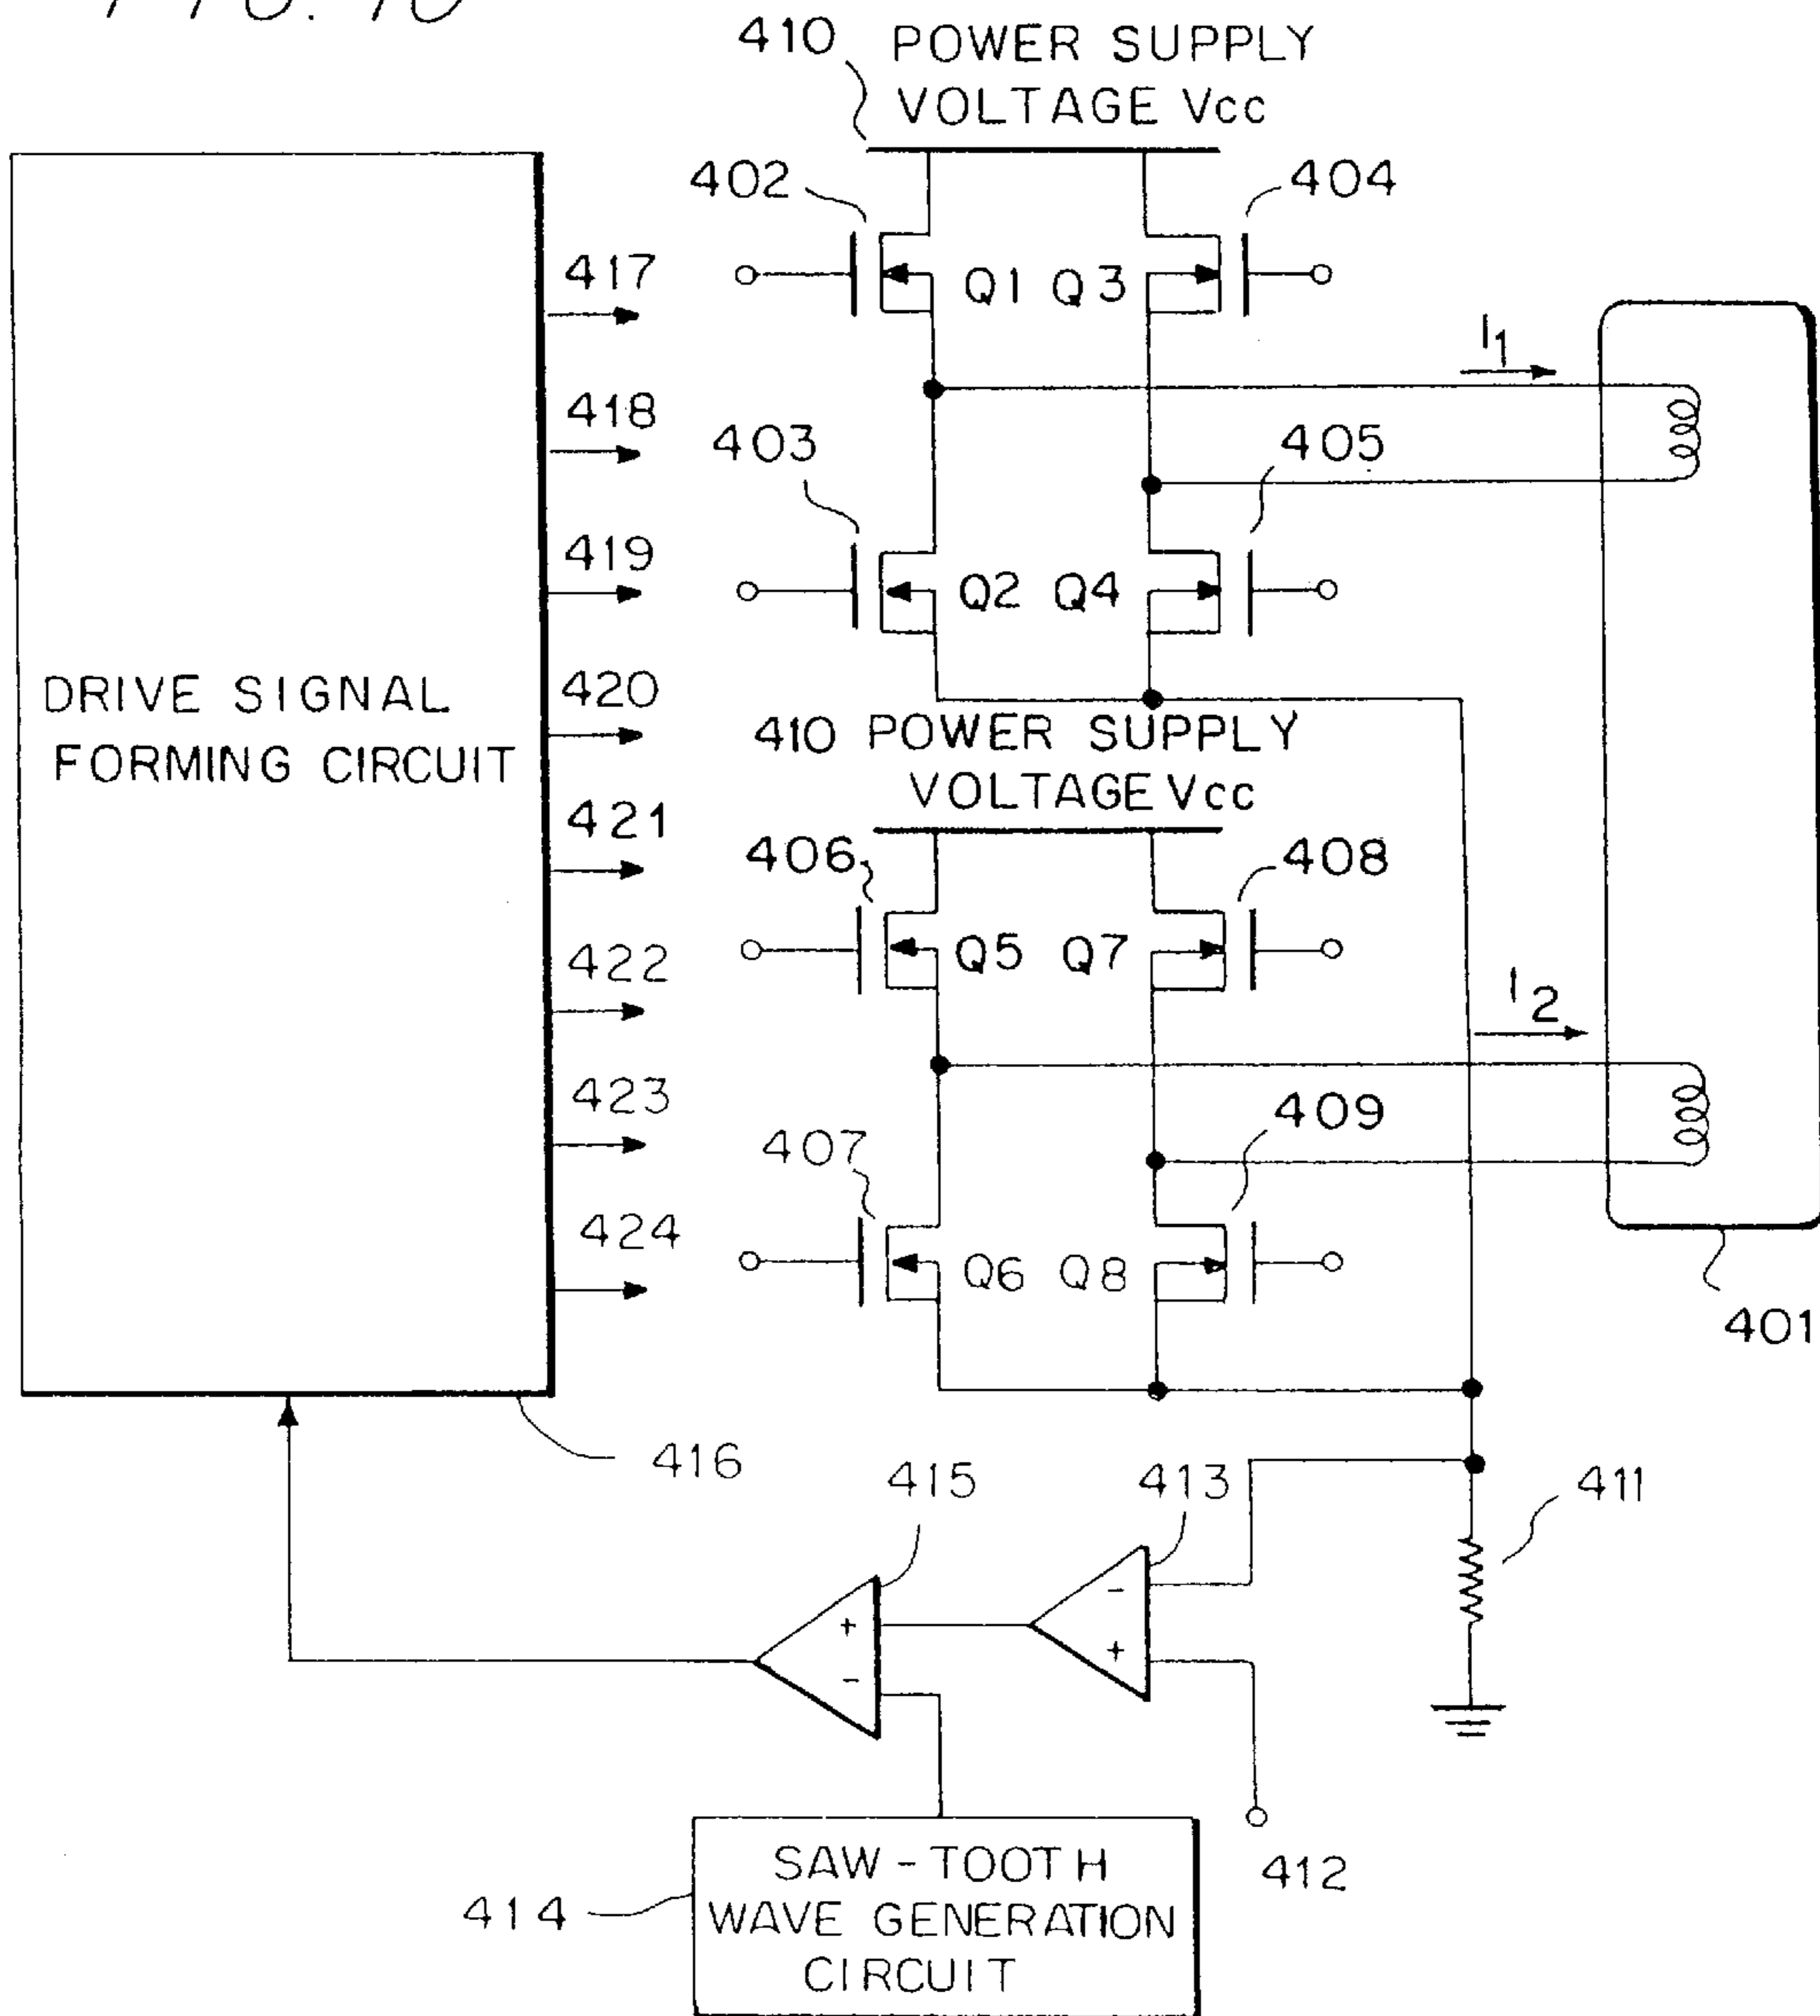 FIG. 10
410 POWER SUPPLY
VOLTAGE Vcc
402
404
417
Q1 Q3
I1
418
403
405
419
Q2 Q4
DRIVE SIGNAL
FORMING CIRCUIT
420
410 POWER SUPPLY
VOLTAGE Vcc
421
406
408
422
Q5 Q7
I2
423
409
407
424
Q6 Q8
401
416
415
413
411
-
+
+
-
412
414
SAW-TOOTH
WAVE GENERATION
CIRCUIT